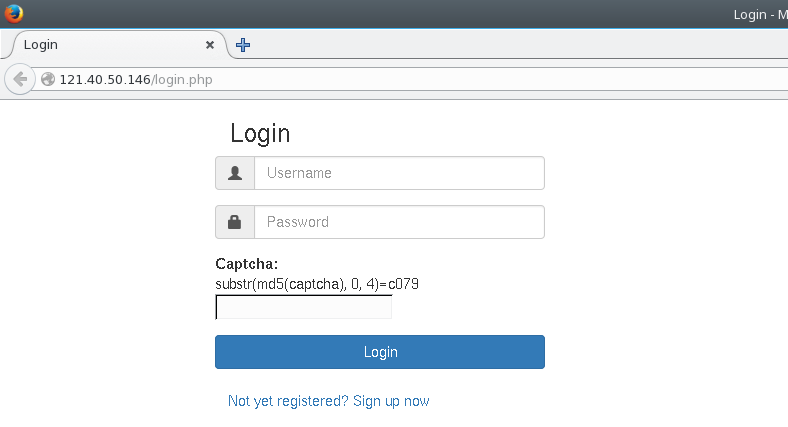 Login - M
Login
121.40.50.146/login.php
Login
Username
Password
Captcha:
substr(md5(captcha), 0, 4)=c079
Login
Not yet registered? Sign up now